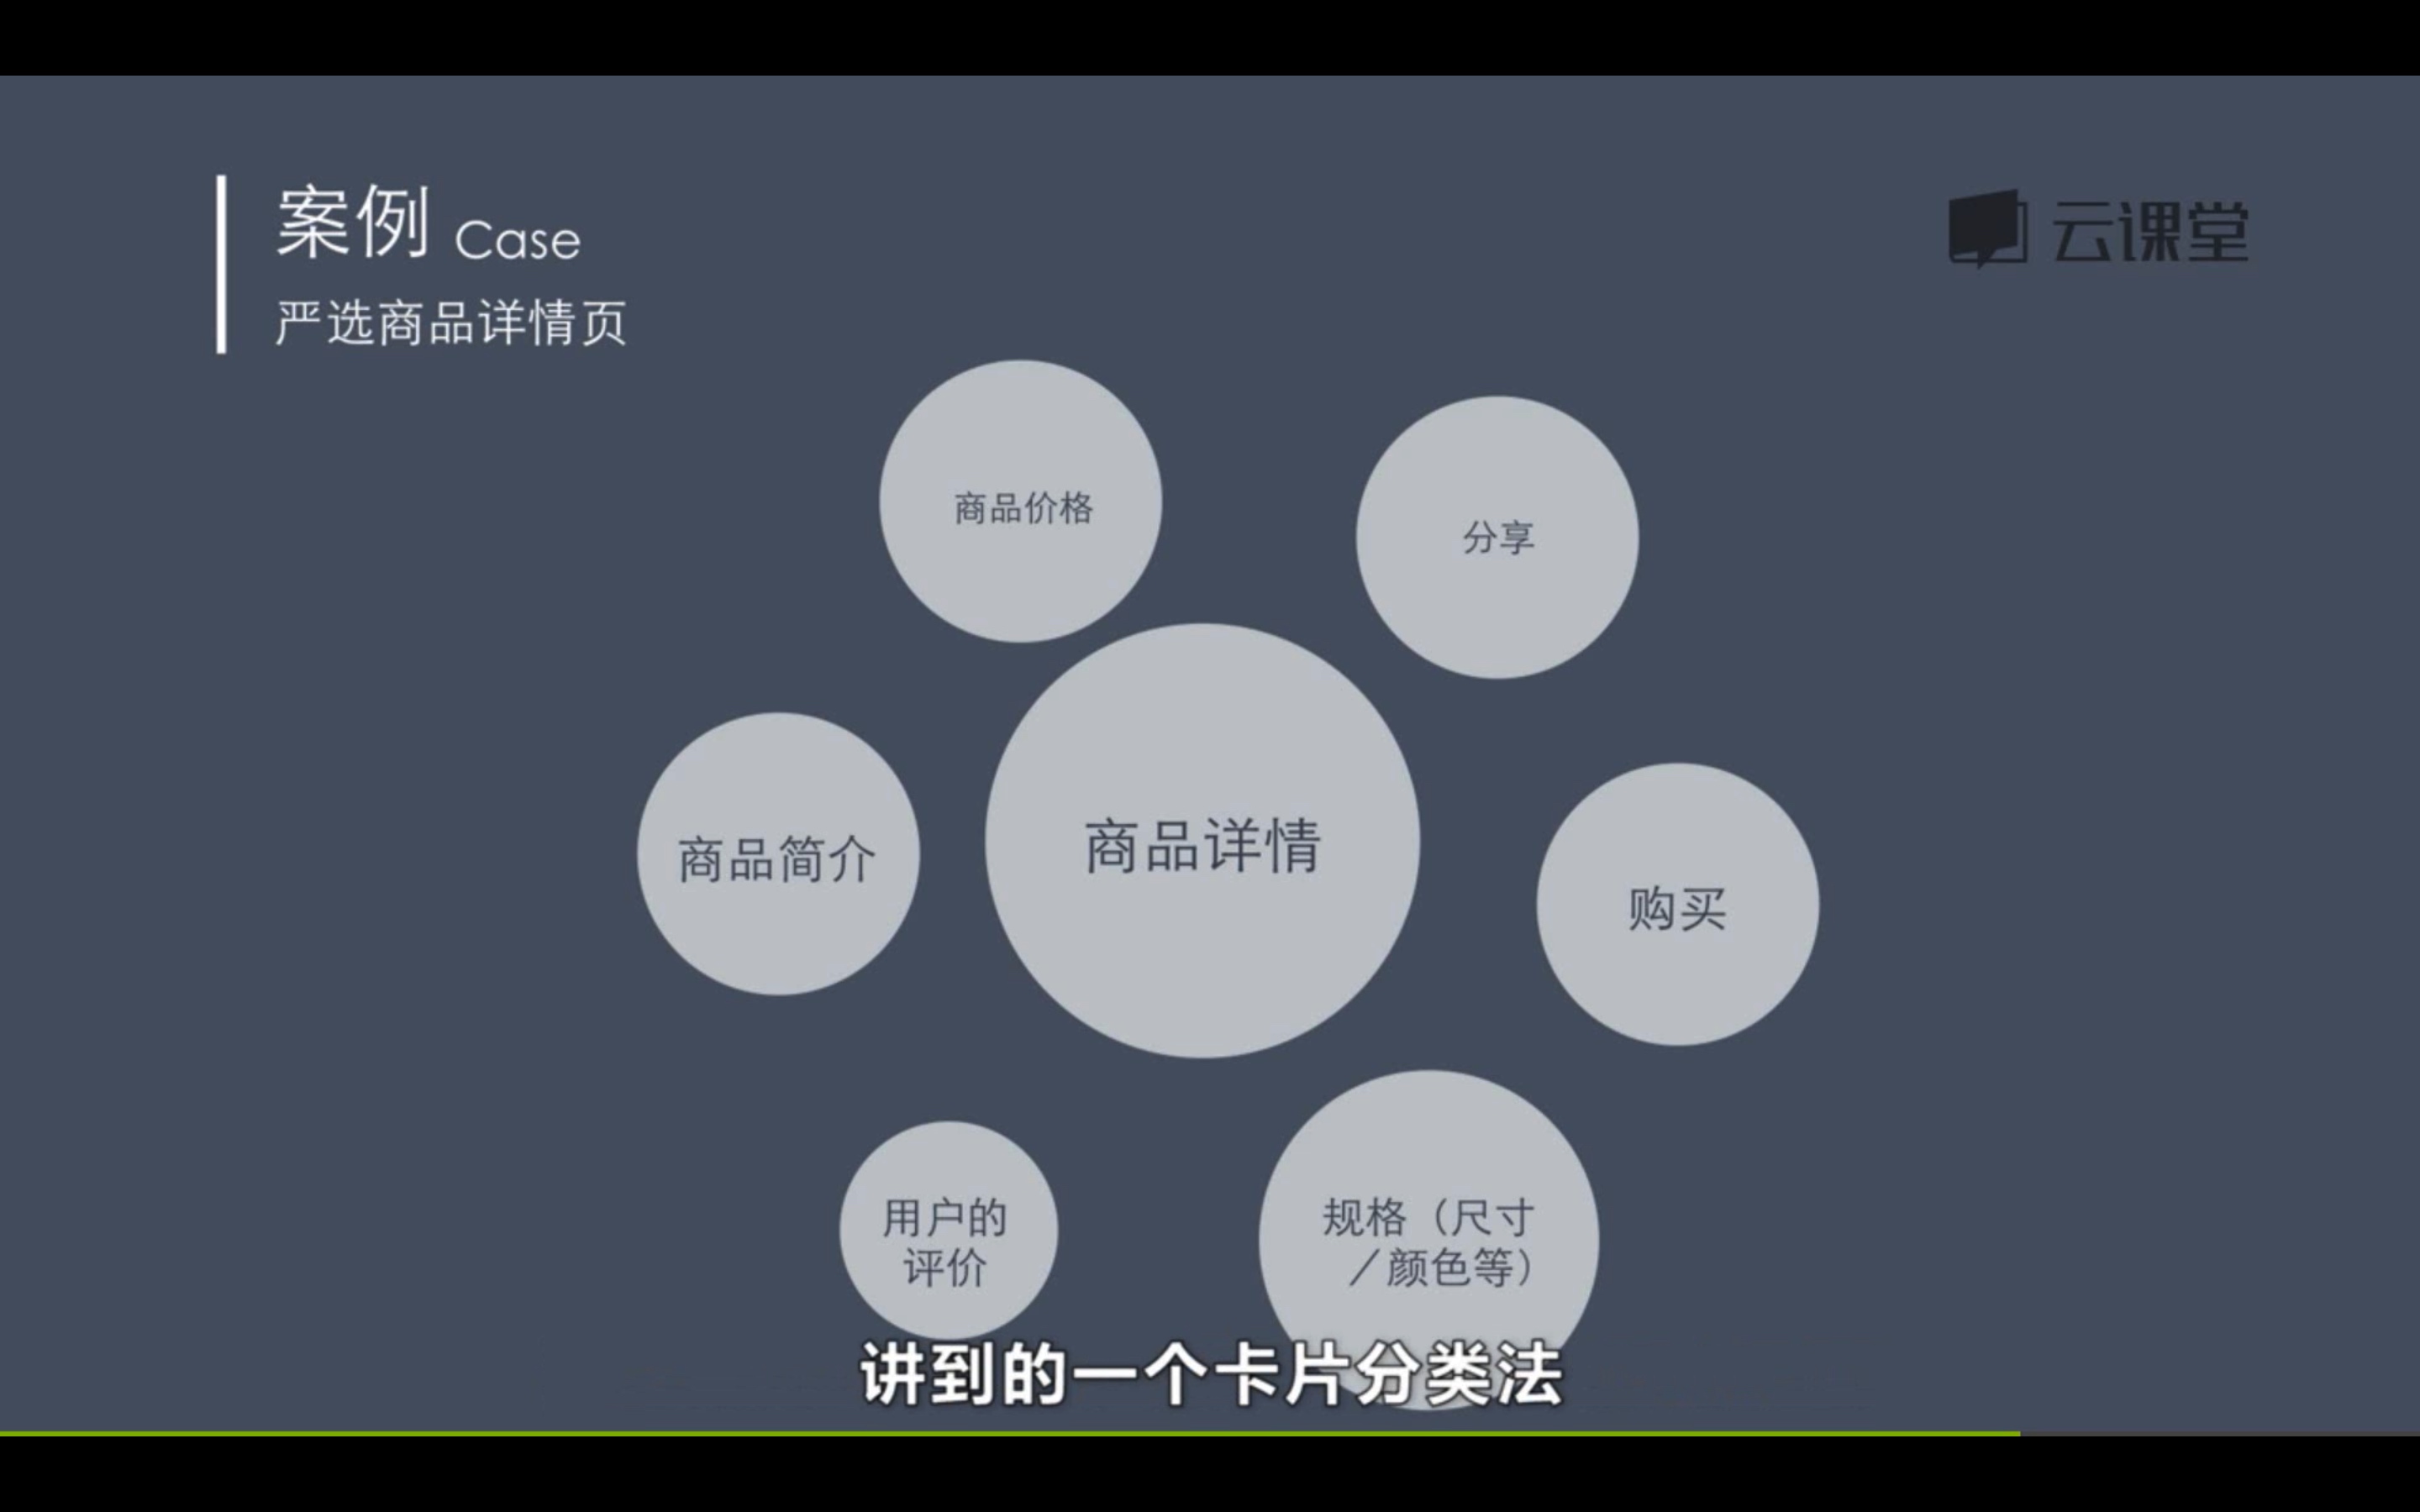 案例 Case
严选商品详情页
云课堂
商品价格
分享
商品简介
商品详情
购买
用户的
评价
规格（尺寸
／颜色等）
讲到的一个卡片分类法